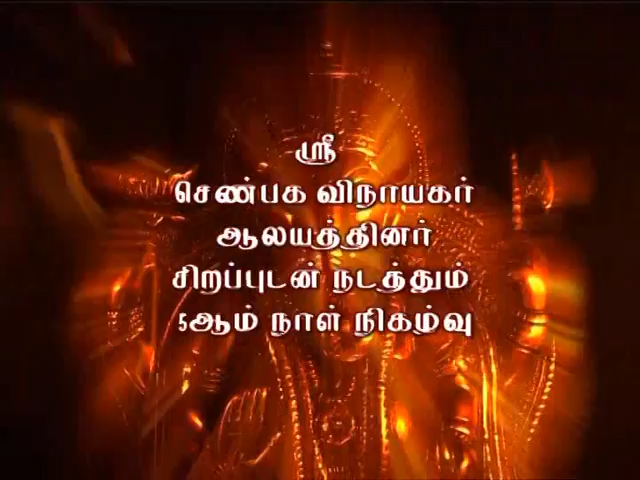 ஸ்ரீ
செண்பக விநாயகர்
ஆலயத்தினர்
சிறப்புடன் நடத்தும்
5ஆம் நாள் நிகழ்வு